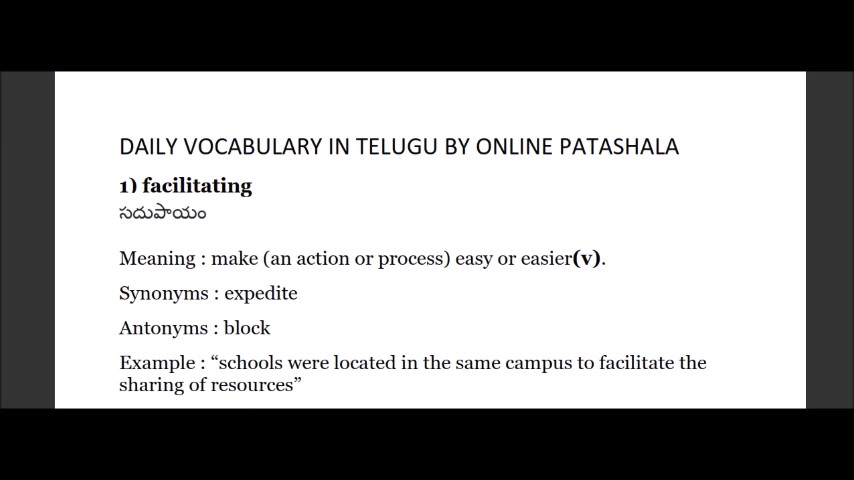 DAILY VOCABULARY IN TELUGU BY ONLINE PATASHALA
1) facilitating
సదుపాయం
Meaning : make (an action or process) easy or easier(v).
Synonyms : expedite
Antonyms : block
Example : “schools were located in the same campus to facilitate the
sharing of resources”